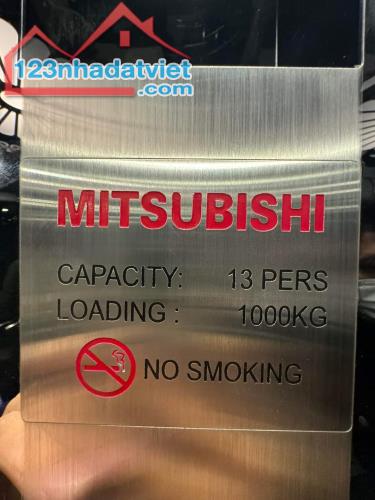 123nhadatviet
.com
MITSUBISHI
CAPACITY: 13 PERS
LOADING : 1000KG
NO SMOKING